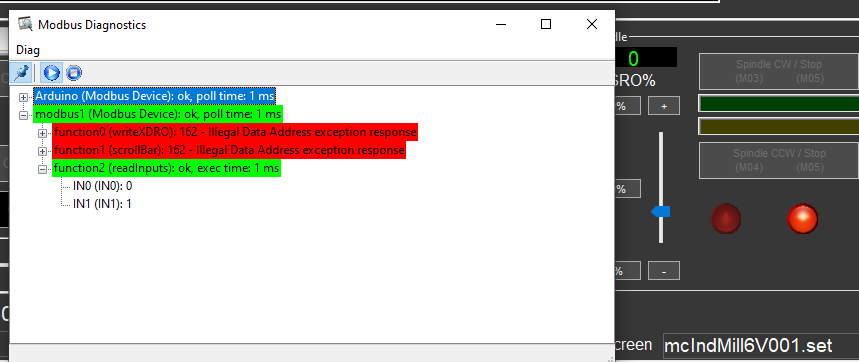 Modbus Diagnostics
Diag
Arduino (Modbus Device): ok, poll time: 1 ms
modbus1 (Modbus Device): ok, poll time: 1 ms
function0 (writeXDRO): 162 - Illegal Data Address exception response
function1 (scrollBar): 162 - Illegal Data Address exception response
function2 (readInputs): ok, exec time: 1 ms
IN0 (IN0): 0
IN1 (IN1): 1
0
SRO%
%
+
%
%
-
Spindle CW / Stop
(M03) (M05)
Spindle CCW / Stop
(M04) (M05)
mcIndMill6V001.set